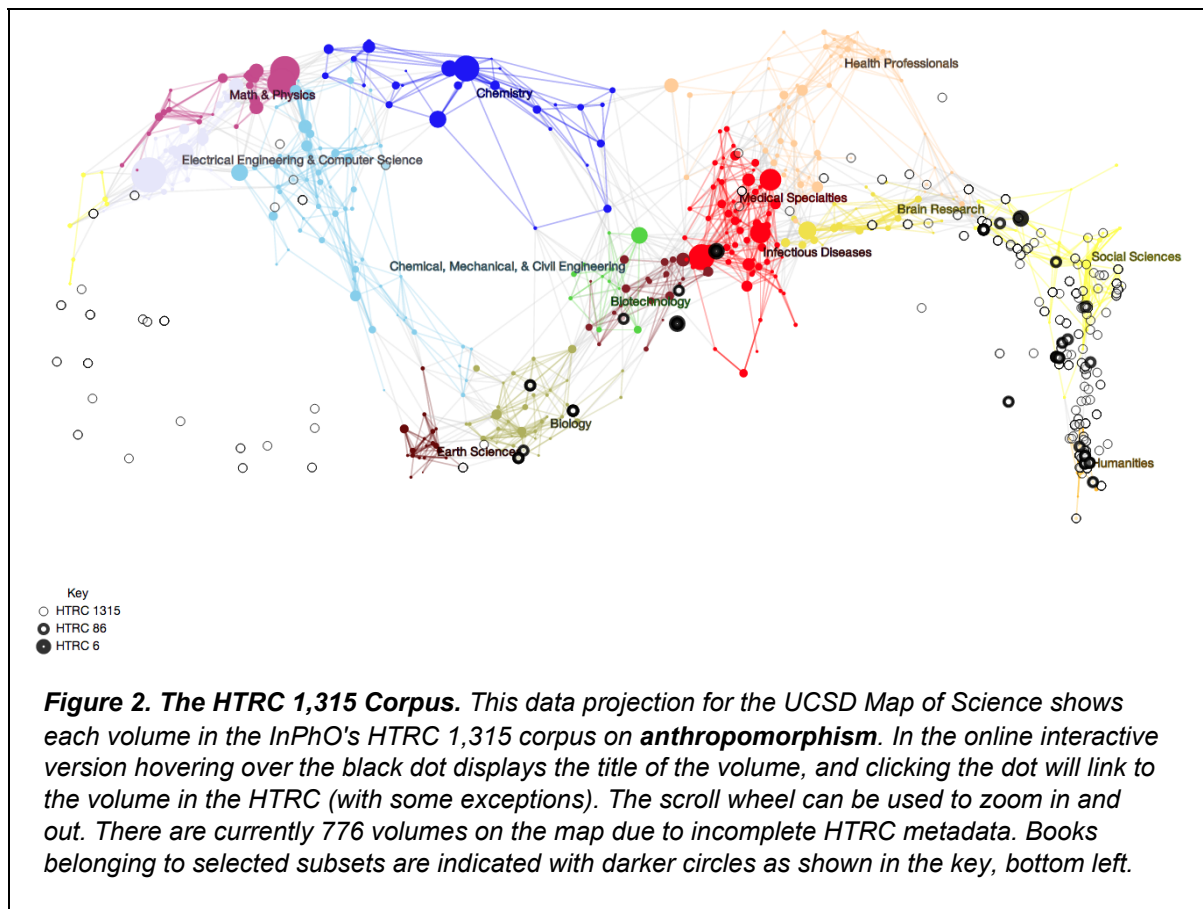 Health Professionals
Math & Physics
Chemistry
Electrical Engineering & Computer Science
Medical Specialties
Brain Research
Infectious Diseases
Social Sciences
Chemical, Mechanical, & Civil Engineering
Biotechnology
Biology
Earth Sciences
Humanities
Key
HTRC 1315
HTRC 86
HTRC 6
Figure 2. The HTRC 1,315 Corpus. This data projection for the UCSD Map of Science shows
each volume in the InPhO's HTRC 1,315 corpus on anthropomorphism. In the online interactive
version hovering over the black dot displays the title of the volume, and clicking the dot will link to
the volume in the HTRC (with some exceptions). The scroll wheel can be used to zoom in and
out. There are currently 776 volumes on the map due to incomplete HTRC metadata. Books
belonging to selected subsets are indicated with darker circles as shown in the key, bottom left.